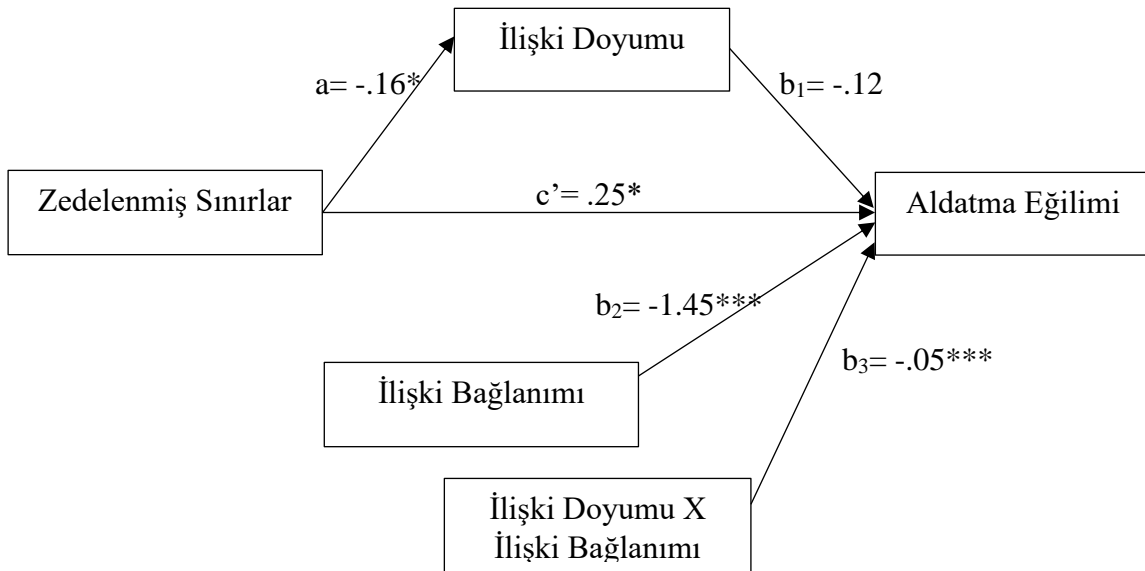 İlişki Doyumu
a= -.16*
b₁= -.12
Zedelenmiş Sınırlar
c’= .25*
Aldatma Eğilimi
b₂= -1.45***
b₃= -.05***
İlişki Bağlanımı
İlişki Doyumu X
İlişki Bağlanımı